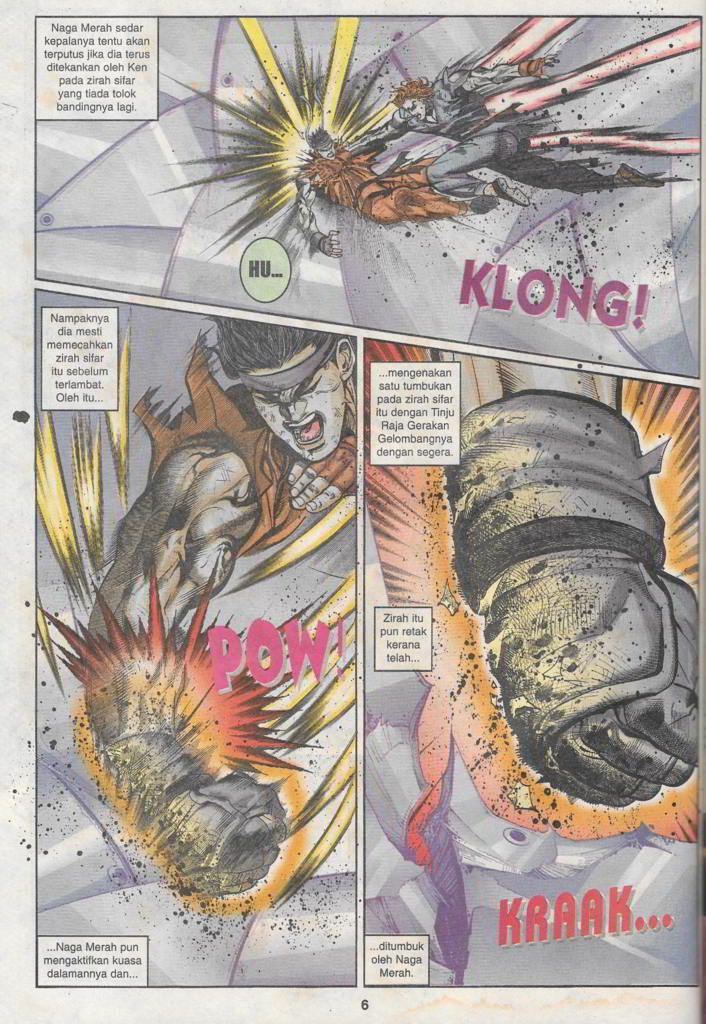 Naga Merah sedar
kepalanya tentu akan
terputus jika dia terus
ditekankan oleh Ken
pada zirah sifar
yang tiada tolok
bandingnya lagi.
HU...
KLONG!
Nampaknya
dia mesti
memecahkan
zirah sifar
itu sebelum
terlambat.
Oleh itu...
POW!
...Naga Merah pun
mengaktifkan kuasa
dalamannya dan...
...mengenakan
satu tumbukan
pada zirah sifar
itu dengan Tinju
Raja Gerakan
Gelombangnya
dengan segera.
Zirah itu
pun retak
kerana
telah...
KRAAK...
...ditumbuk
oleh Naga
Merah.
6